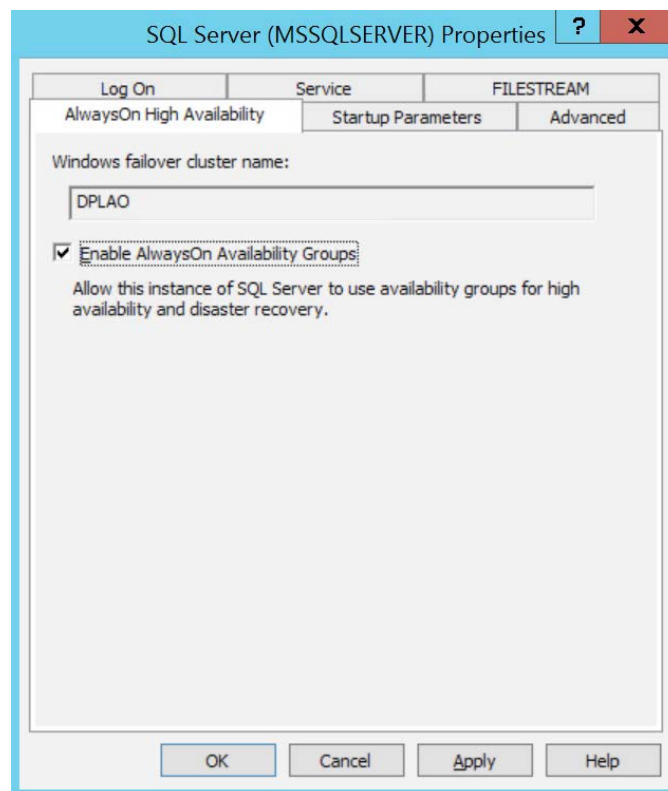 SQL Server (MSSQLSERVER) Properties
?
X
Log On
Service
FILESTREAM
AlwaysOn High Availability
Startup Parameters
Advanced
Windows failover cluster name:
DPLAO
Enable AlwaysOn Availability Groups
Allow this instance of SQL Server to use availability groups for high
availability and disaster recovery.
OK
Cancel
Apply
Help